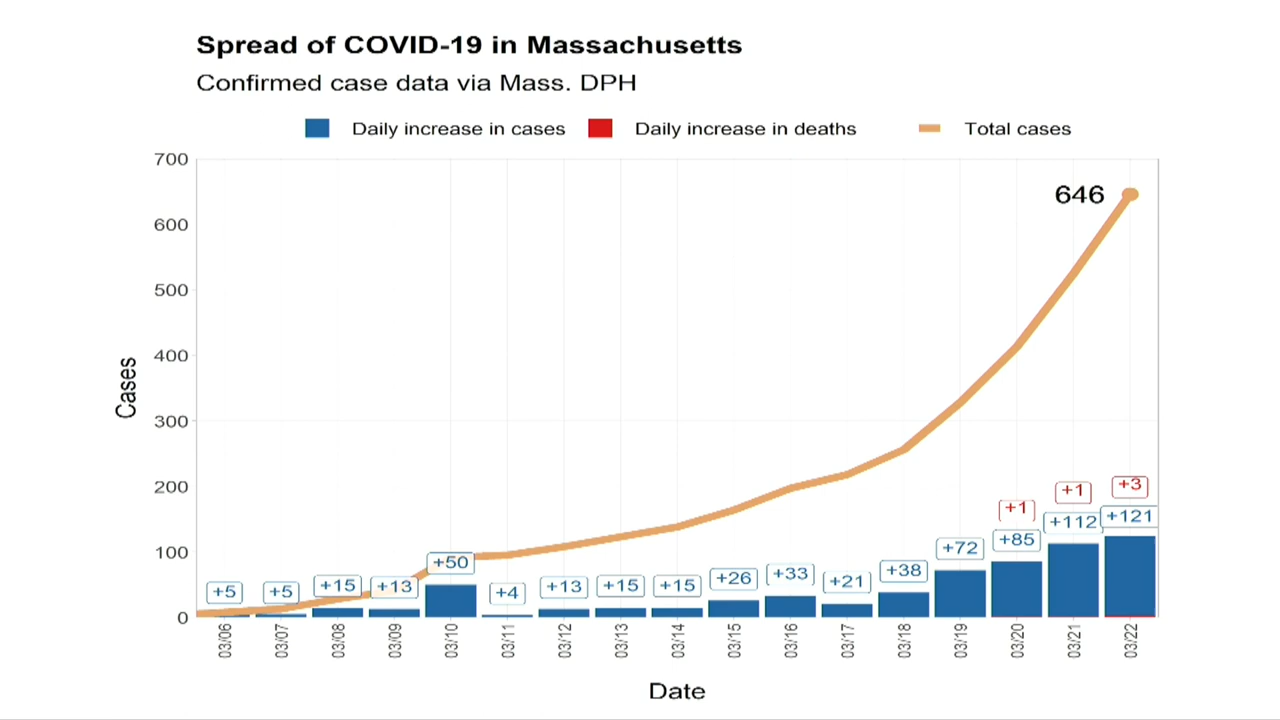 Spread of COVID-19 in Massachusetts
Confirmed case data via Mass. DPH
Daily increase in cases Daily increase in deaths Total cases
700
600
500
400
300
200
100
0
Cases
646
+5 +5 +15 +13 +50 +4 +13 +15 +15 +26 +33 +21 +38 +72 +85 +112 +121
+1 +1 +3
03/06 03/07 03/08 03/09 03/10 03/11 03/12 03/13 03/14 03/15 03/16 03/17 03/18 03/19 03/20 03/21 03/22
Date